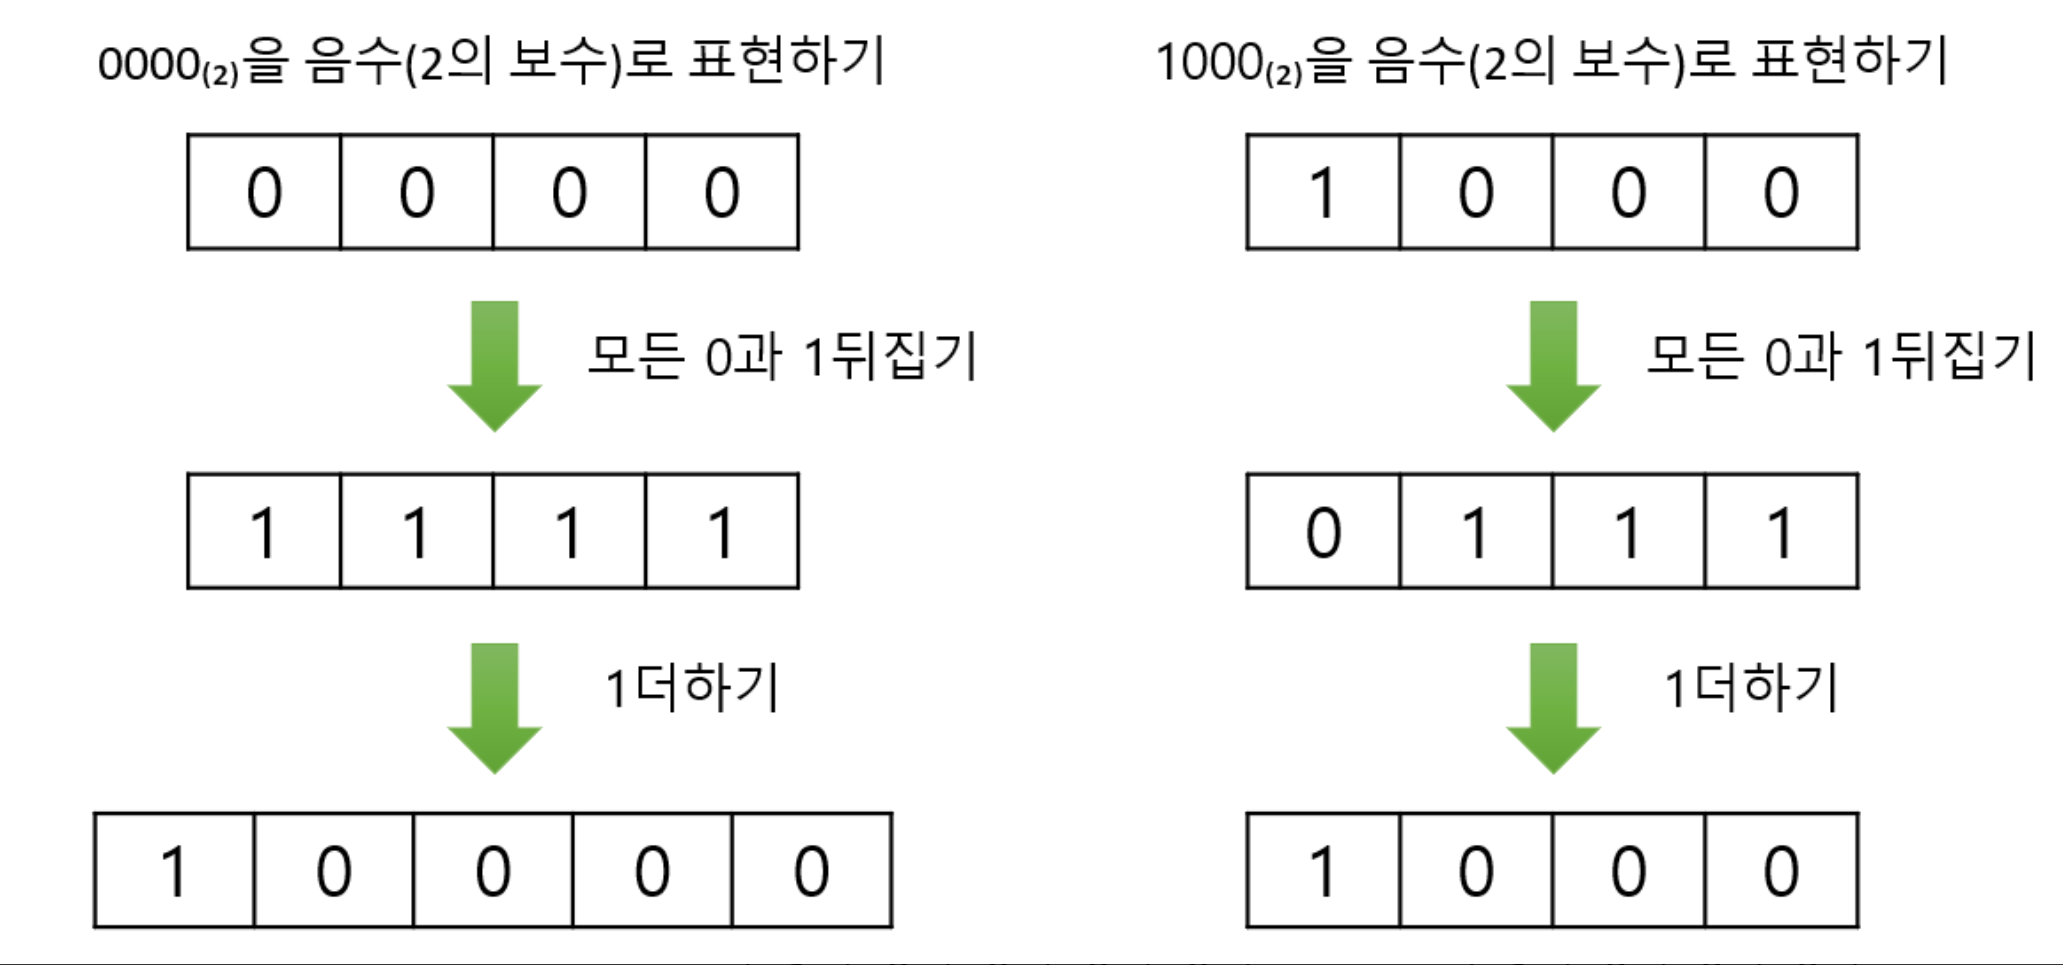 0000₍₂₎을 음수(2의 보수)로 표현하기
0 0 0 0
모든 0과 1뒤집기
1 1 1 1
1더하기
1 0 0 0 0
1000₍₂₎을 음수(2의 보수)로 표현하기
1 0 0 0
모든 0과 1뒤집기
0 1 1 1
1더하기
1 0 0 0